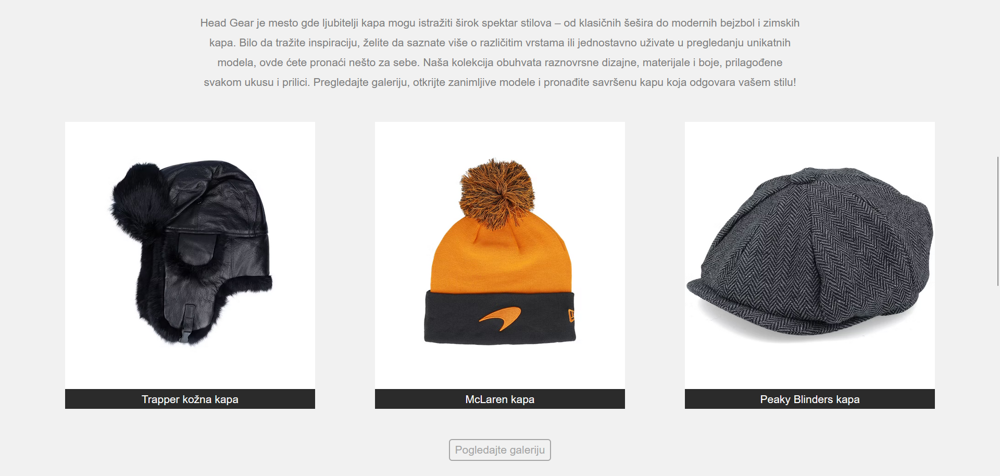 Head Gear je mesto gde ljubitelji kapa mogu istražiti širok spektar stilova – od klasičnih šešira do modernih bejzbol i zimskih
kapa. Bilo da tražite inspiraciju, želite da saznate više o različitim vrstama ili jednostavno uživate u pregledanju unikatnih
modela, ovde ćete pronaći nešto za sebe. Naša kolekcija obuhvata raznovrsne dizajne, materijale i boje, prilagođene
svakom ukusu i prilici. Pregledajte galeriju, otkrijte zanimljive modele i pronađite savršenu kapu koja odgovara vašem stilu!
Trapper kožna kapa
McLaren kapa
Peaky Blinders kapa
Pogledajte galeriju